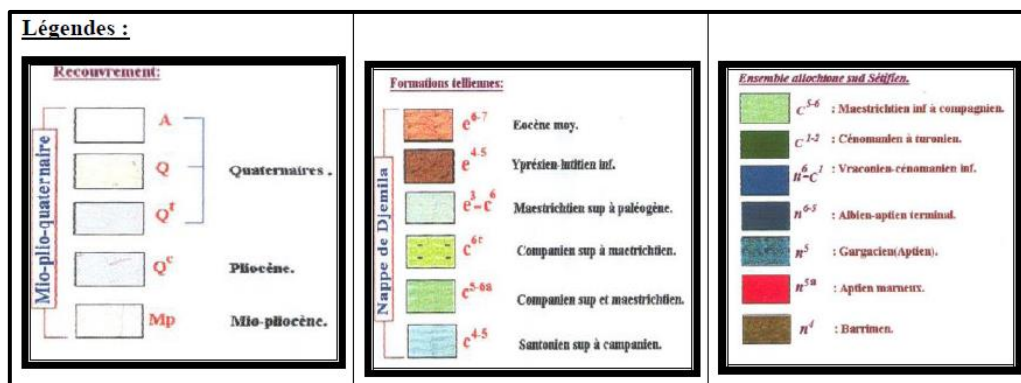 Légendes :
Recouvrement:
Mio-plio-quaternaire
A
Q
Quaternaires .
Qᵗ
Qᶜ
Pliocène.
Mp
Mio-pliocène.
Formations telliennes:
Nappe de Djemila
e⁶⁻⁷ Eocène moy.
e⁴⁻⁵ Yprésien-lutitien inf.
e³-c⁶ Maestrichtien sup à paléogène.
Companien sup à maetrichtien.
Companien sup et maestrichtien.
c⁴⁻⁵ Santonien sup à campanien.
Ensemble allochtone sud Sétifien.
C⁵⁻⁶ : Maestrichtien inf à compagnien.
C¹⁻² : Cénomanien à turonien.
n⁶-C¹ : Vraconien-cénomanien inf.
n⁶⁻⁵ : Albien-aptien terminal.
n⁵ : Gargacien(Aptien).
n⁵ᵃ : Aptien marneux.
n⁴ : Barrimen.